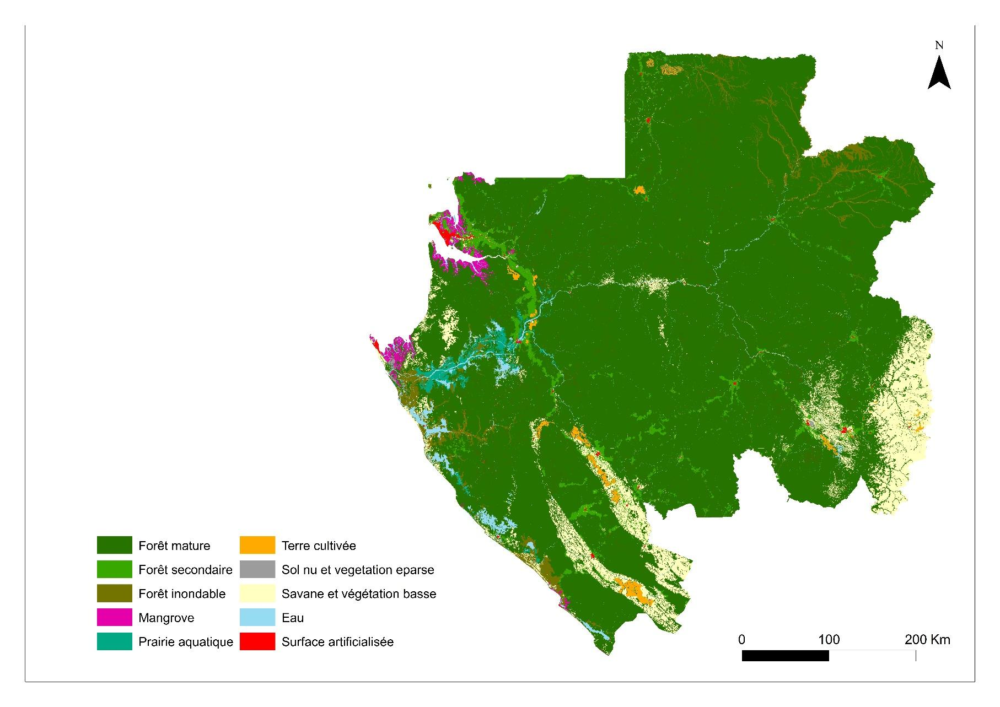 N
Forêt mature
Forêt secondaire
Forêt inondable
Mangrove
Prairie aquatique
Terre cultivée
Sol nu et vegetation eparse
Savane et végétation basse
Eau
Surface artificialisée
0 100 200 Km